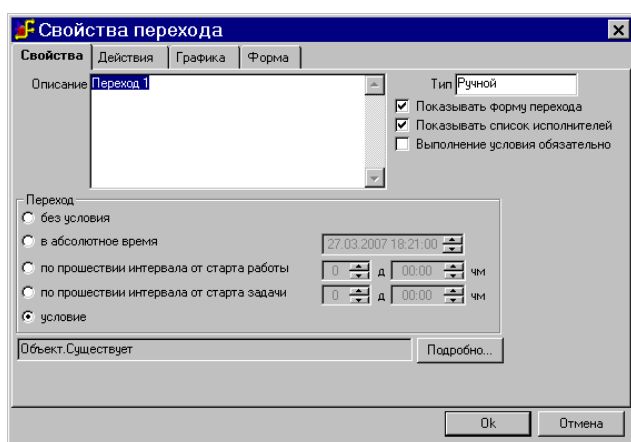 Свойства перехода
Свойства Действия Графика Форма
Описание Переход 1 Тип Ручной
Показывать форму перехода
Показывать список исполнителей
Выполнение условия обязательно
Переход
без условия
в абсолютное время 27.03.2007 18:21:00
по прошествии интервала от старта работы 0 д 00:00 чм
по прошествии интервала от старта задачи 0 д 00:00 чм
условие
Объект.Существует Подробно...
Ok Отмена